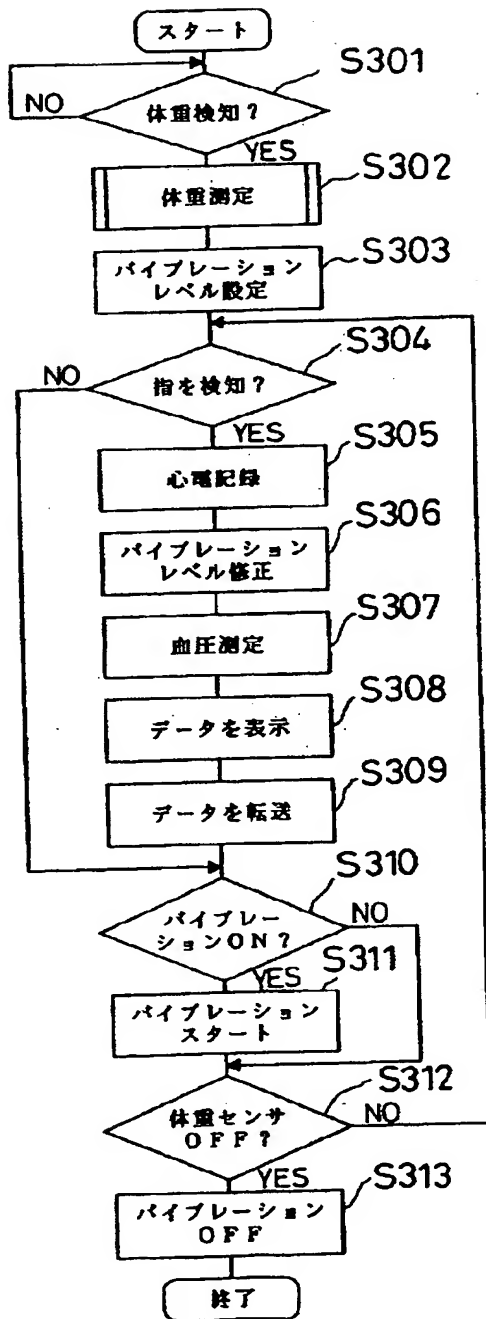 スタート
S301
NO
体重検知?
YES
S302
体重測定
S303
バイブレーション
レベル設定
S304
NO
指を検知?
YES
S305
心電記録
S306
バイブレーション
レベル修正
S307
血圧測定
S308
データを表示
S309
データを転送
S310
バイブレー
ションON?
NO
YES
S311
バイブレーション
スタート
S312
体重センサ
OFF?
NO
YES
S313
バイブレーション
OFF
終了